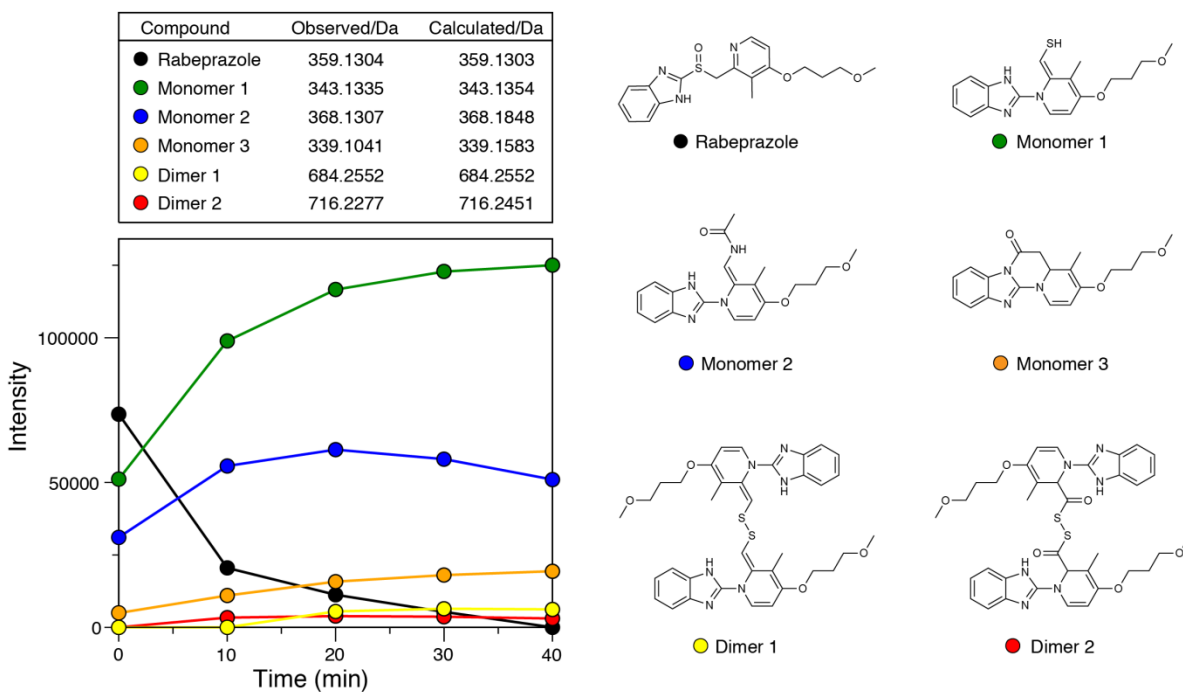 Compound Observed/Da Calculated/Da
Rabeprazole 359.1304 359.1303
Monomer 1 343.1335 343.1354
Monomer 2 368.1307 368.1848
Monomer 3 339.1041 339.1583
Dimer 1 684.2552 684.2552
Dimer 2 716.2277 716.2451
Intensity
100000
50000
0
0 10 20 30 40
Time (min)
O
N
N
S
O
O
N
H
Rabeprazole
SH
H
N
N
N
O
O
Monomer 1
O
NH
H
N
N
N
O
O
Monomer 2
O
N
N
N
O
O
Monomer 3
N
N
N
H
O
O
S
S
H
N
N
N
O
O
Dimer 1
N
N
N
H
O
O
O
S
S
O
H
N
N
N
O
O
Dimer 2